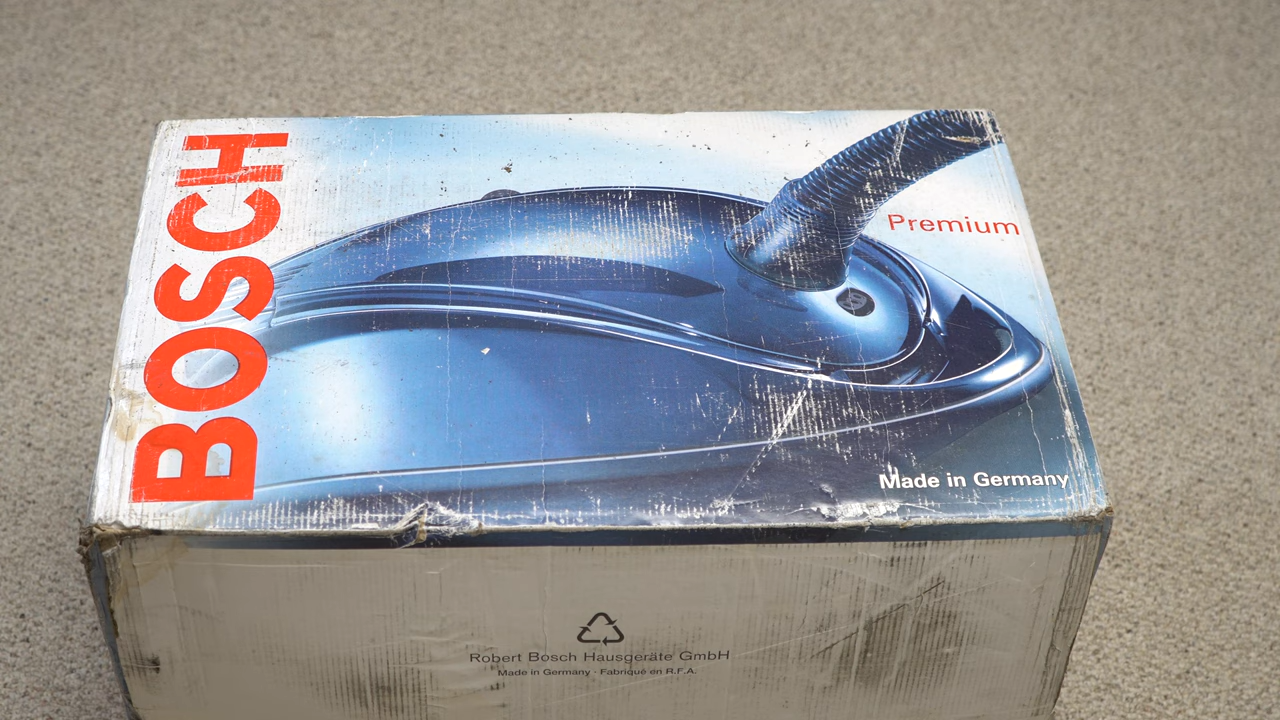 BOSCH
Premium
Made in Germany
Robert Bosch Hausgeräte GmbH
Made in Germany - Fabriqué en R.F.A.